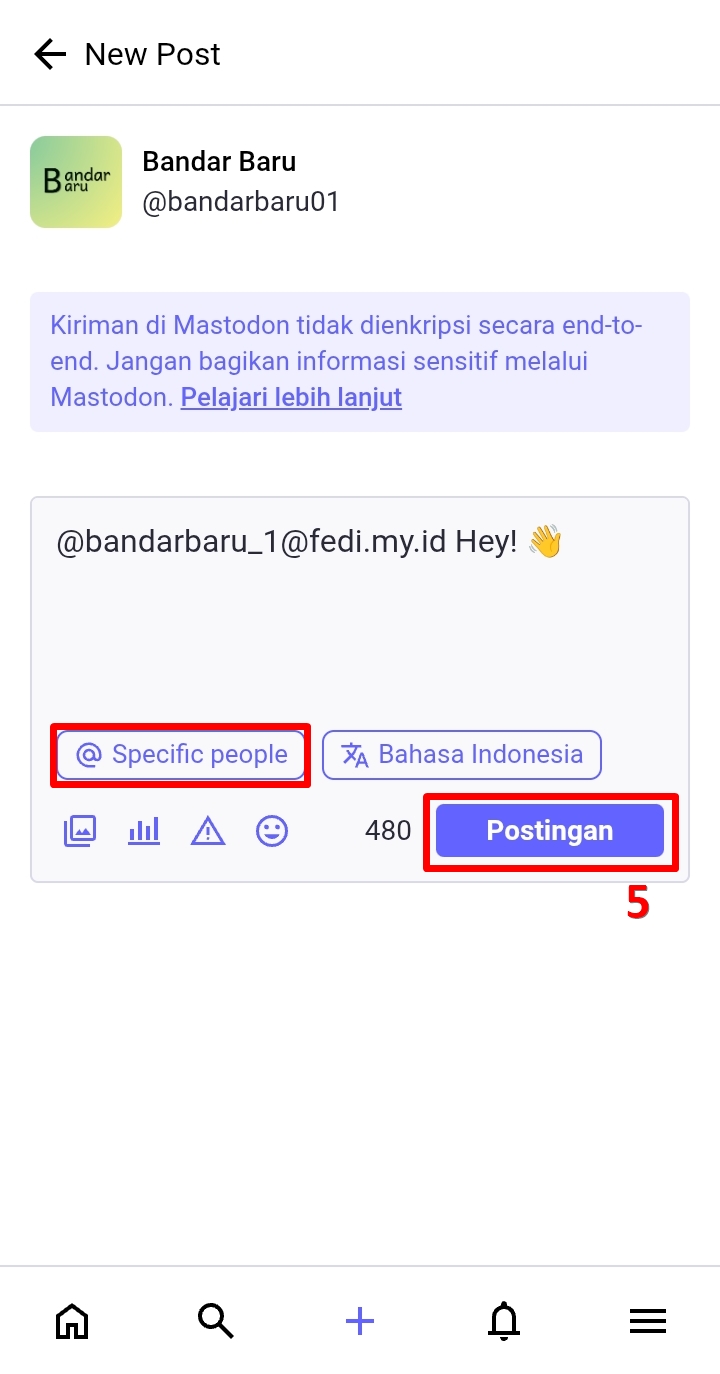 New Post
Bandar
Baru
Bandar Baru
@bandarbaru01
Kiriman di Mastodon tidak dienkripsi secara end-to-
end. Jangan bagikan informasi sensitif melalui
Mastodon. Pelajari lebih lanjut
@bandarbaru_1@fedi.my.id Hey! 👋
Specific people
Bahasa Indonesia
480
Postingan
5